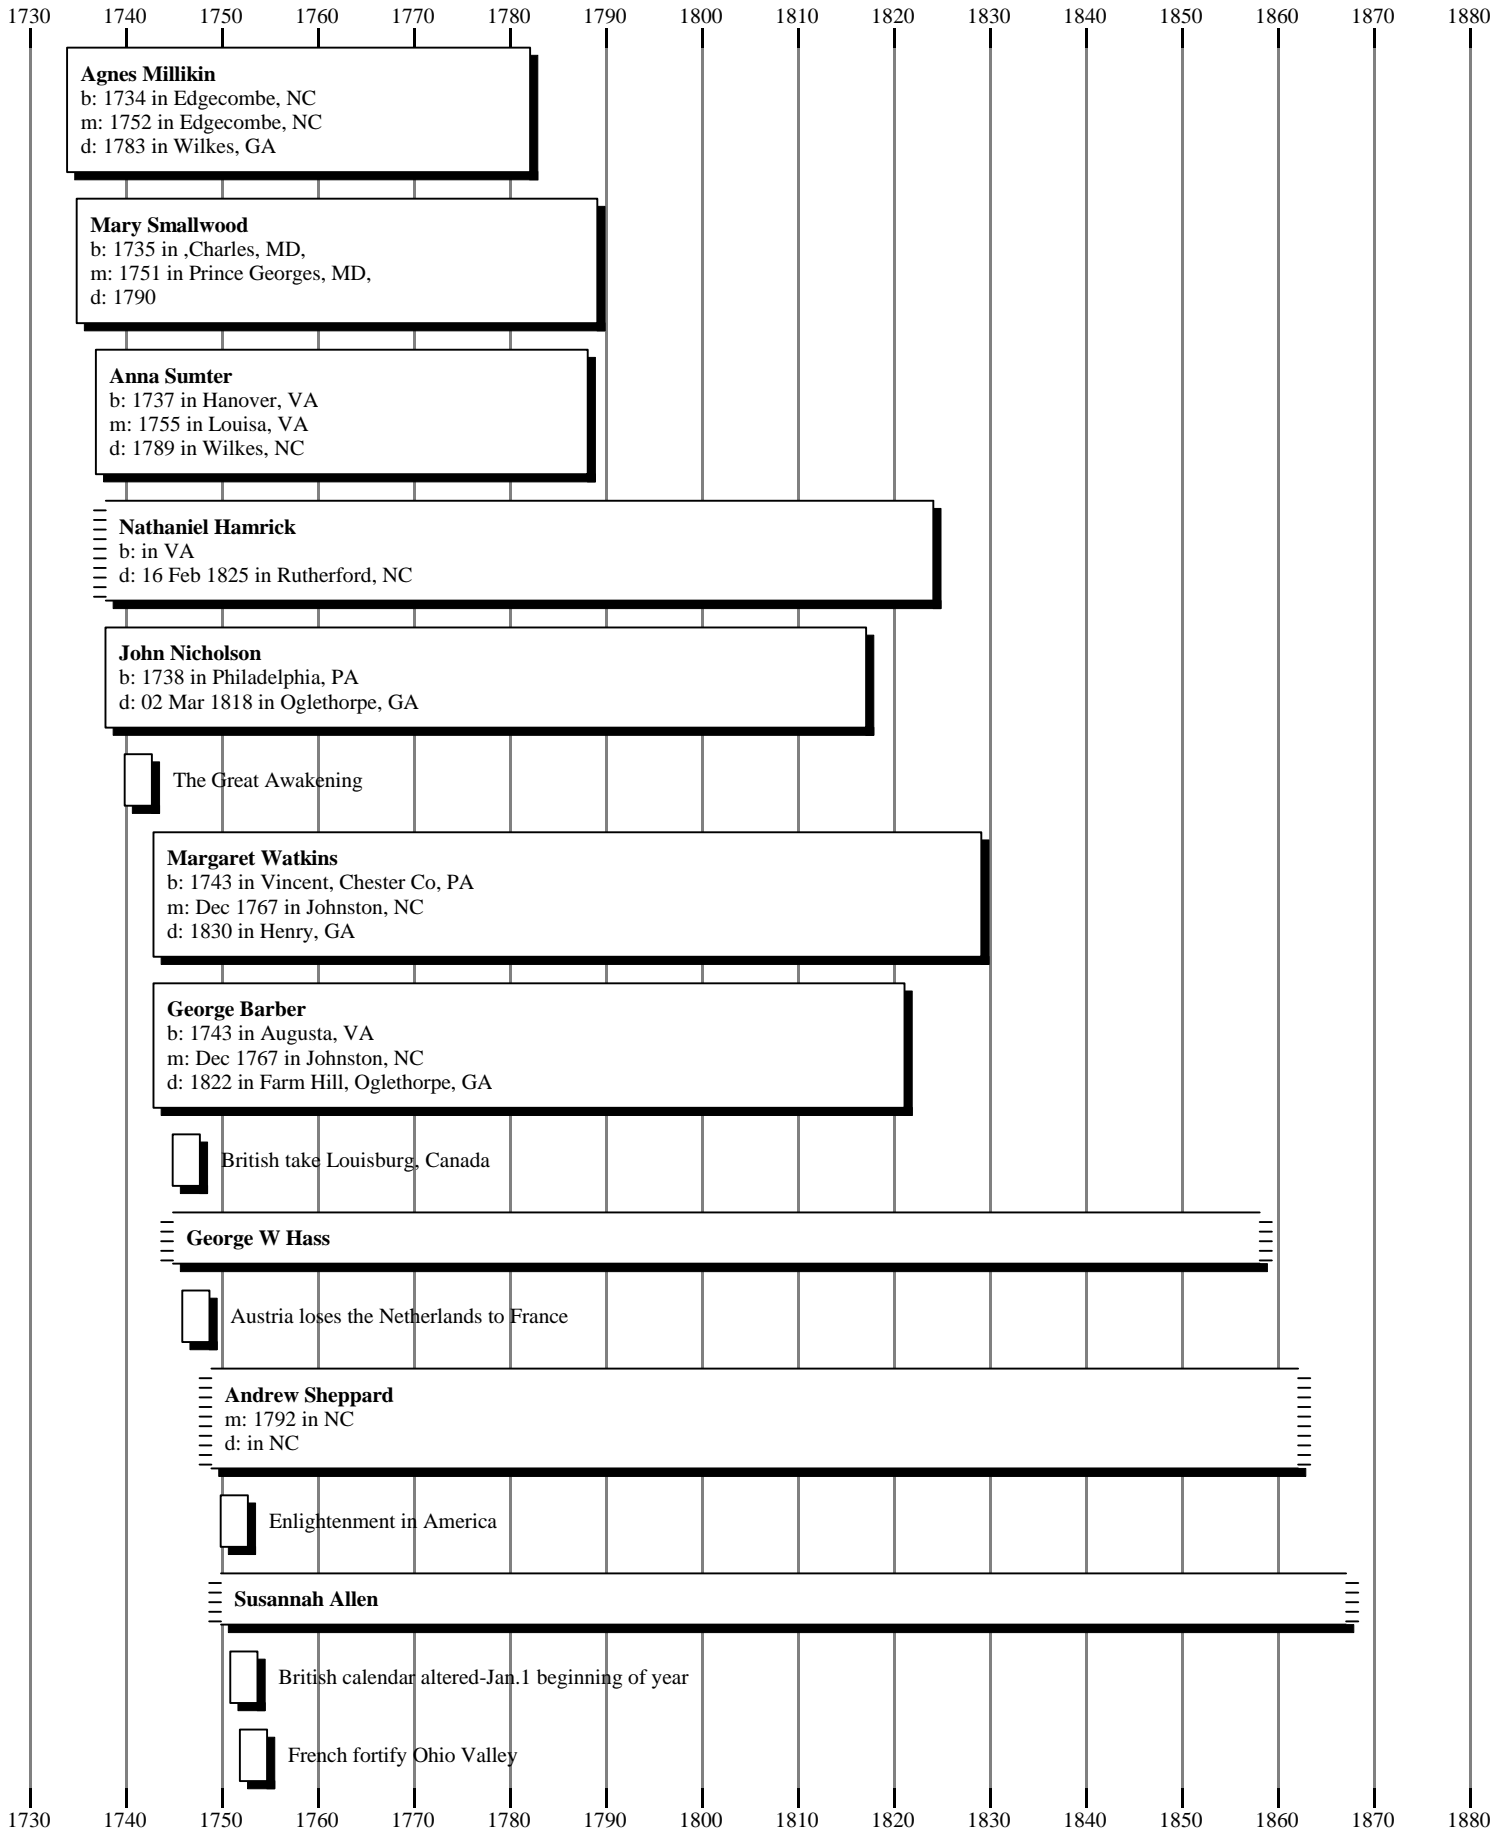 1730 1740 1750 1760 1770 1780 1790 1800 1810 1820 1830 1840 1850 1860 1870 1880
Agnes Millikin
b: 1734 in Edgecombe, NC
m: 1752 in Edgecombe, NC
d: 1783 in Wilkes, GA
Mary Smallwood
b: 1735 in ,Charles, MD,
m: 1751 in Prince Georges, MD,
d: 1790
Anna Sumter
b: 1737 in Hanover, VA
m: 1755 in Louisa, VA
d: 1789 in Wilkes, NC
Nathaniel Hamrick
b: in VA
d: 16 Feb 1825 in Rutherford, NC
John Nicholson
b: 1738 in Philadelphia, PA
d: 02 Mar 1818 in Oglethorpe, GA
The Great Awakening
Margaret Watkins
b: 1743 in Vincent, Chester Co, PA
m: Dec 1767 in Johnston, NC
d: 1830 in Henry, GA
George Barber
b: 1743 in Augusta, VA
m: Dec 1767 in Johnston, NC
d: 1822 in Farm Hill, Oglethorpe, GA
British take Louisburg, Canada
George W Hass
Austria loses the Netherlands to France
Andrew Sheppard
m: 1792 in NC
d: in NC
Enlightenment in America
Susannah Allen
British calendar altered-Jan.1 beginning of year
French fortify Ohio Valley
1730 1740 1750 1760 1770 1780 1790 1800 1810 1820 1830 1840 1850 1860 1870 1880